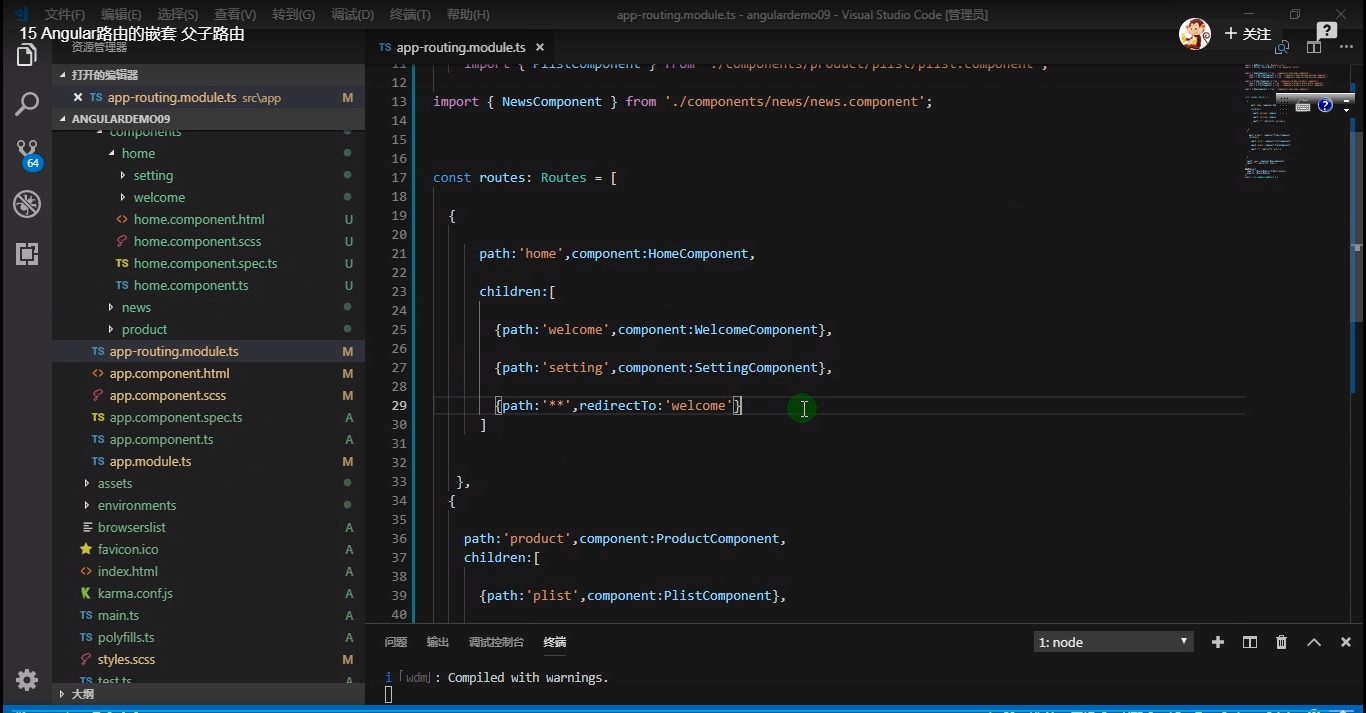 文件(F) 编辑(E) 选择(S) 查看(V) 转到(G) 调试(D) 终端(T) 帮助(H) app-routing.module.ts - angulardemo09 - Visual Studio Code [管理员]
15 Angular路由的嵌套 父子路由
+ 关注
?
资源管理器
TS app-routing.module.ts ×
打开的编辑器
× TS app-routing.module.ts src\app M
ANGULARDEMO09
components
home
setting
welcome
<> home.component.html U
home.component.scss U
TS home.component.spec.ts U
TS home.component.ts U
news
product
TS app-routing.module.ts M
<> app.component.html M
app.component.scss M
TS app.component.spec.ts A
TS app.component.ts A
TS app.module.ts M
assets
environments
browserslist A
favicon.ico A
<> index.html A
K karma.conf.js A
TS main.ts A
TS polyfills.ts A
styles.scss M
TS test.ts A
大纲
64
11 import { PlistComponent } from './components/product/plist/plist.component';
12
13 import { NewsComponent } from './components/news/news.component';
14
15
16
17 const routes: Routes = [
18
19 {
20
21 path:'home',component:HomeComponent,
22
23 children:[
24
25 {path:'welcome',component:WelcomeComponent},
26
27 {path:'setting',component:SettingComponent},
28
29 {path:'**',redirectTo:'welcome'}
30 ]
31
32
33 },
34 {
35
36 path:'product',component:ProductComponent,
37 children:[
38
39 {path:'plist',component:PlistComponent},
40
问题 输出 调试控制台 终端 1: node
i 「wdm」: Compiled with warnings.